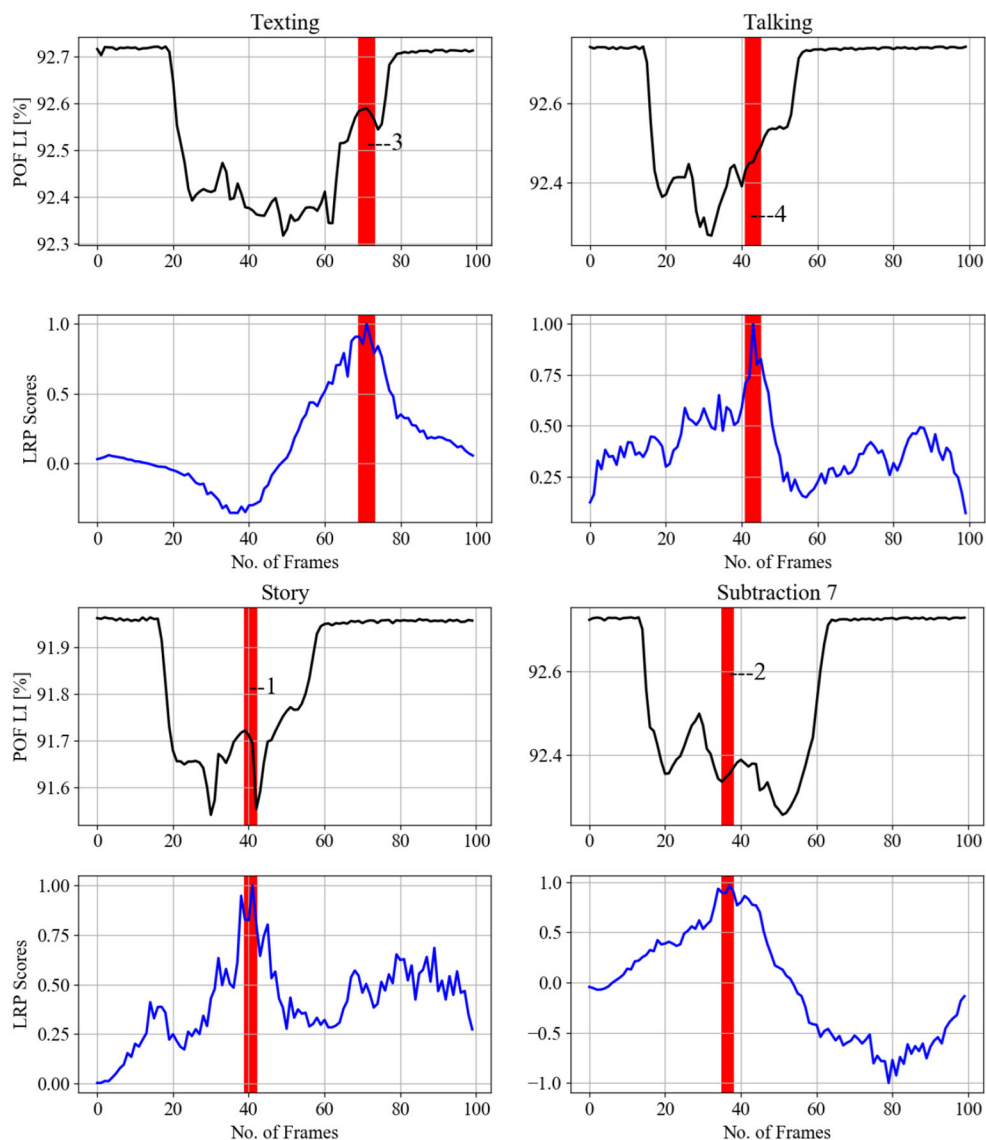 Texting
Talking
POF LI [%]
92.7
92.6
92.5
92.4
92.3
---3
0 20 40 60 80 100
92.6
92.4
---4
0 20 40 60 80 100
LRP Scores
1.0
0.5
0.0
0 20 40 60 80 100
No. of Frames
1.00
0.75
0.50
0.25
0 20 40 60 80 100
No. of Frames
Story
Subtraction 7
POF LI [%]
91.9
91.8
91.7
91.6
---1
0 20 40 60 80 100
92.6
92.4
---2
0 20 40 60 80 100
LRP Scores
1.00
0.75
0.50
0.25
0.00
0 20 40 60 80 100
No. of Frames
1.0
0.5
0.0
−0.5
−1.0
0 20 40 60 80 100
No. of Frames